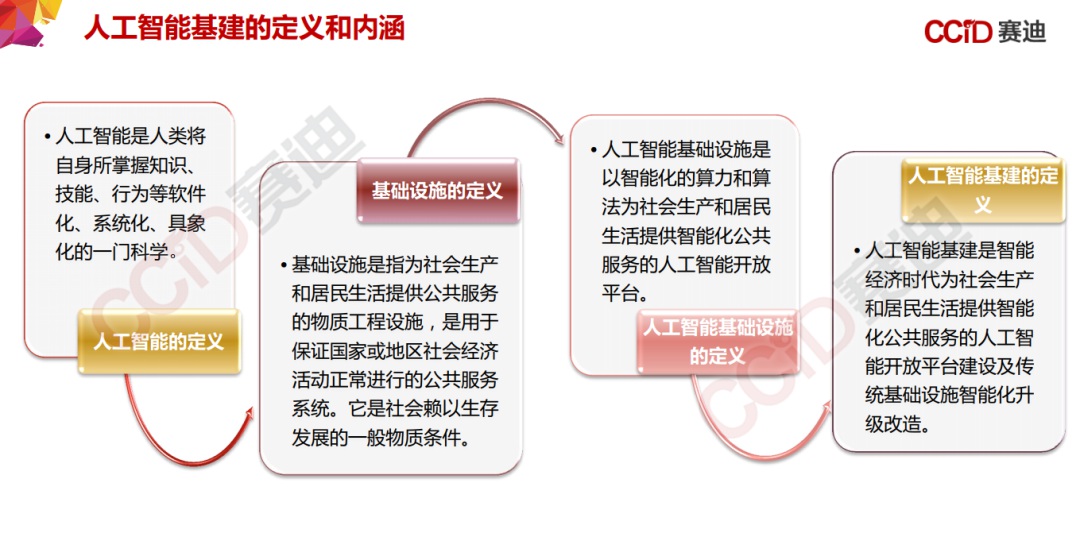 人工智能基建的定义和内涵
CCiD 赛迪
• 人工智能是人类将
自身所掌握知识、
技能、行为等软件
化、系统化、具象
化的一门科学。
人工智能的定义
基础设施的定义
• 基础设施是指为社会生产
和居民生活提供公共服务
的物质工程设施，是用于
保证国家或地区社会经济
活动正常进行的公共服务
系统。它是社会赖以生存
发展的一般物质条件。
• 人工智能基础设施是
以智能化的算力和算
法为社会生产和居民
生活提供智能化公共
服务的人工智能开放
平台。
人工智能基础设施
的定义
人工智能基建的定
义
• 人工智能基建是智能
经济时代为社会生产
和居民生活提供智能
化公共服务的人工智
能开放平台建设及传
统基础设施智能化升
级改造。
CCiD赛迪
CCiD赛迪